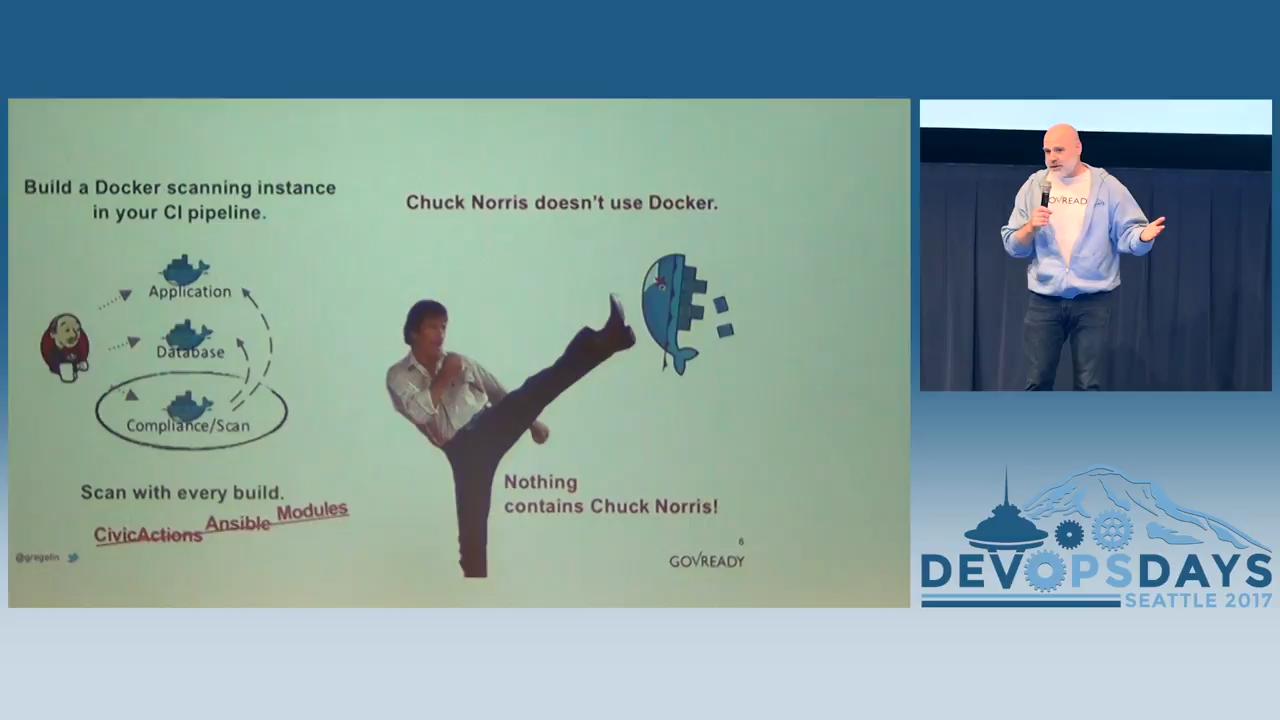 Build a Docker scanning instance
in your CI pipeline.
Application
Database
Compliance/Scan
Scan with every build.
CivicActions Ansible Modules
@gregelin
Chuck Norris doesn't use Docker.
Nothing
contains Chuck Norris!
6
GOVREADY
GOVREADY
DEVOPSDAYS
SEATTLE 2017